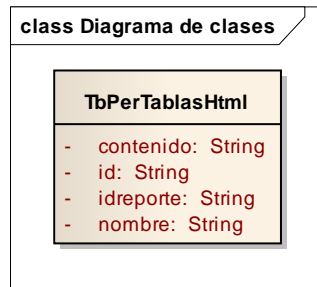 class Diagrama de clases
TbPerTablasHtml
- contenido: String
- id: String
- idreporte: String
- nombre: String